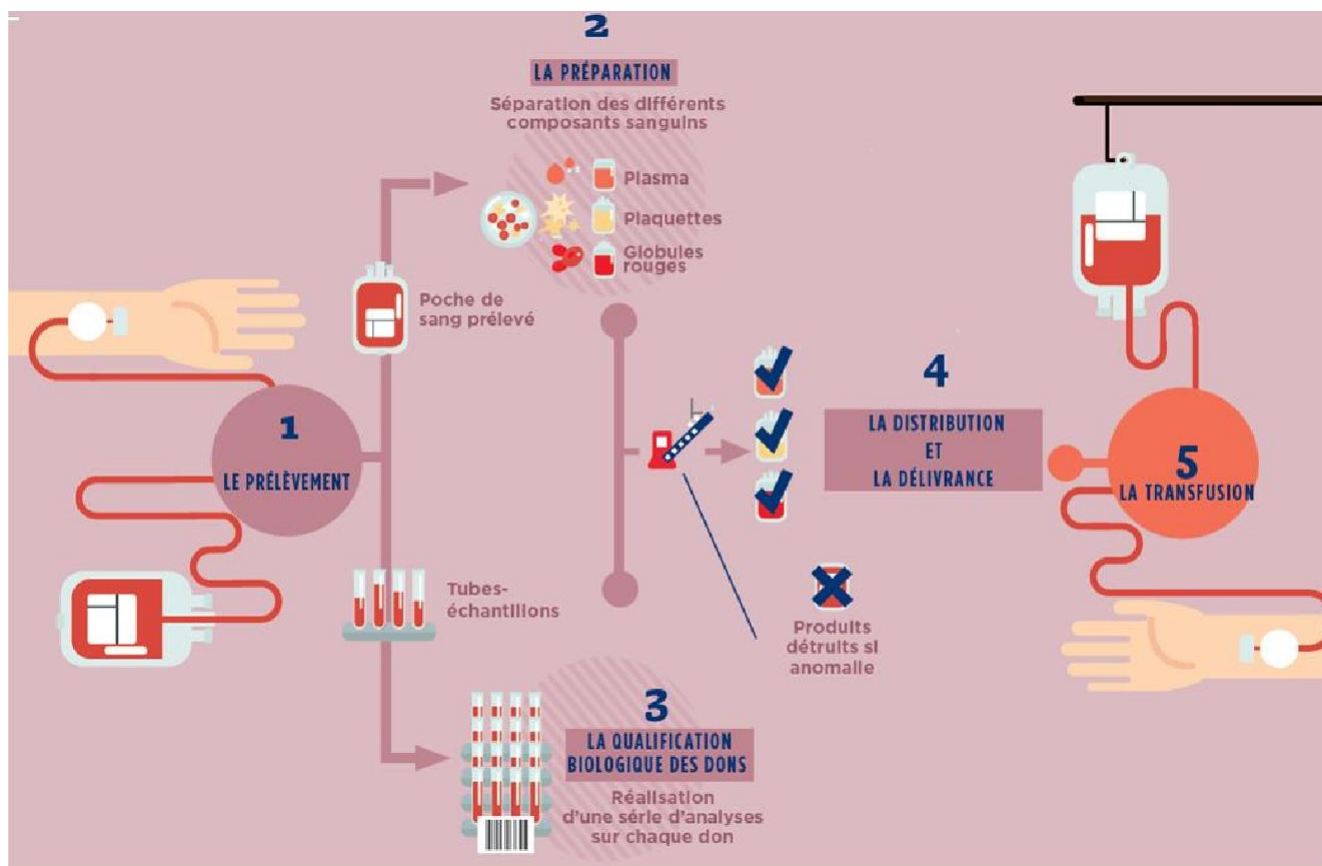 2
LA PRÉPARATION
Séparation des différents
composants sanguins
Plasma
Plaquettes
Globules
rouges
Poche de
sang prélevé
1
LE PRÉLÈVEMENT
4
LA DISTRIBUTION
ET
LA DÉLIVRANCE
5
LA TRANSFUSION
Tubes-
échantillons
Produits
détruits si
anomalie
3
LA QUALIFICATION
BIOLOGIQUE DES DONS
Réalisation
d'une série d'analyses
sur chaque don